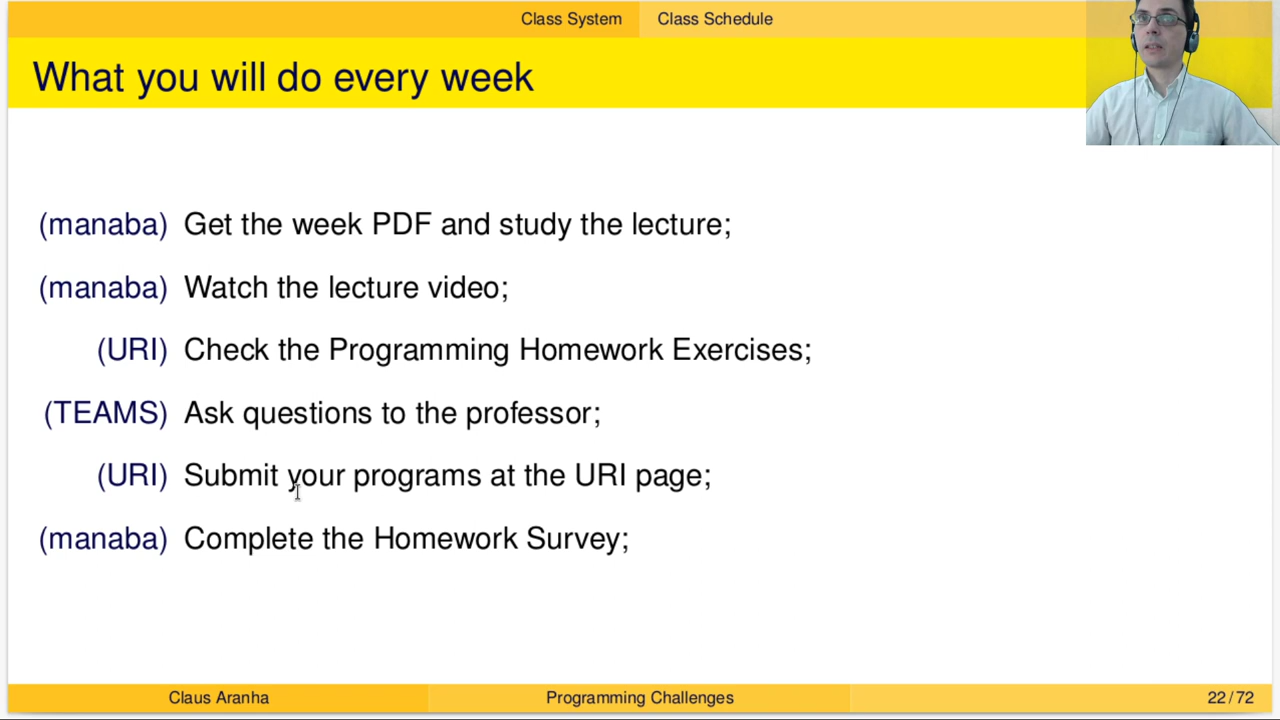 Class System Class Schedule
What you will do every week
(manaba) Get the week PDF and study the lecture;
(manaba) Watch the lecture video;
(URI) Check the Programming Homework Exercises;
(TEAMS) Ask questions to the professor;
(URI) Submit your programs at the URI page;
(manaba) Complete the Homework Survey;
Claus Aranha Programming Challenges 22/72